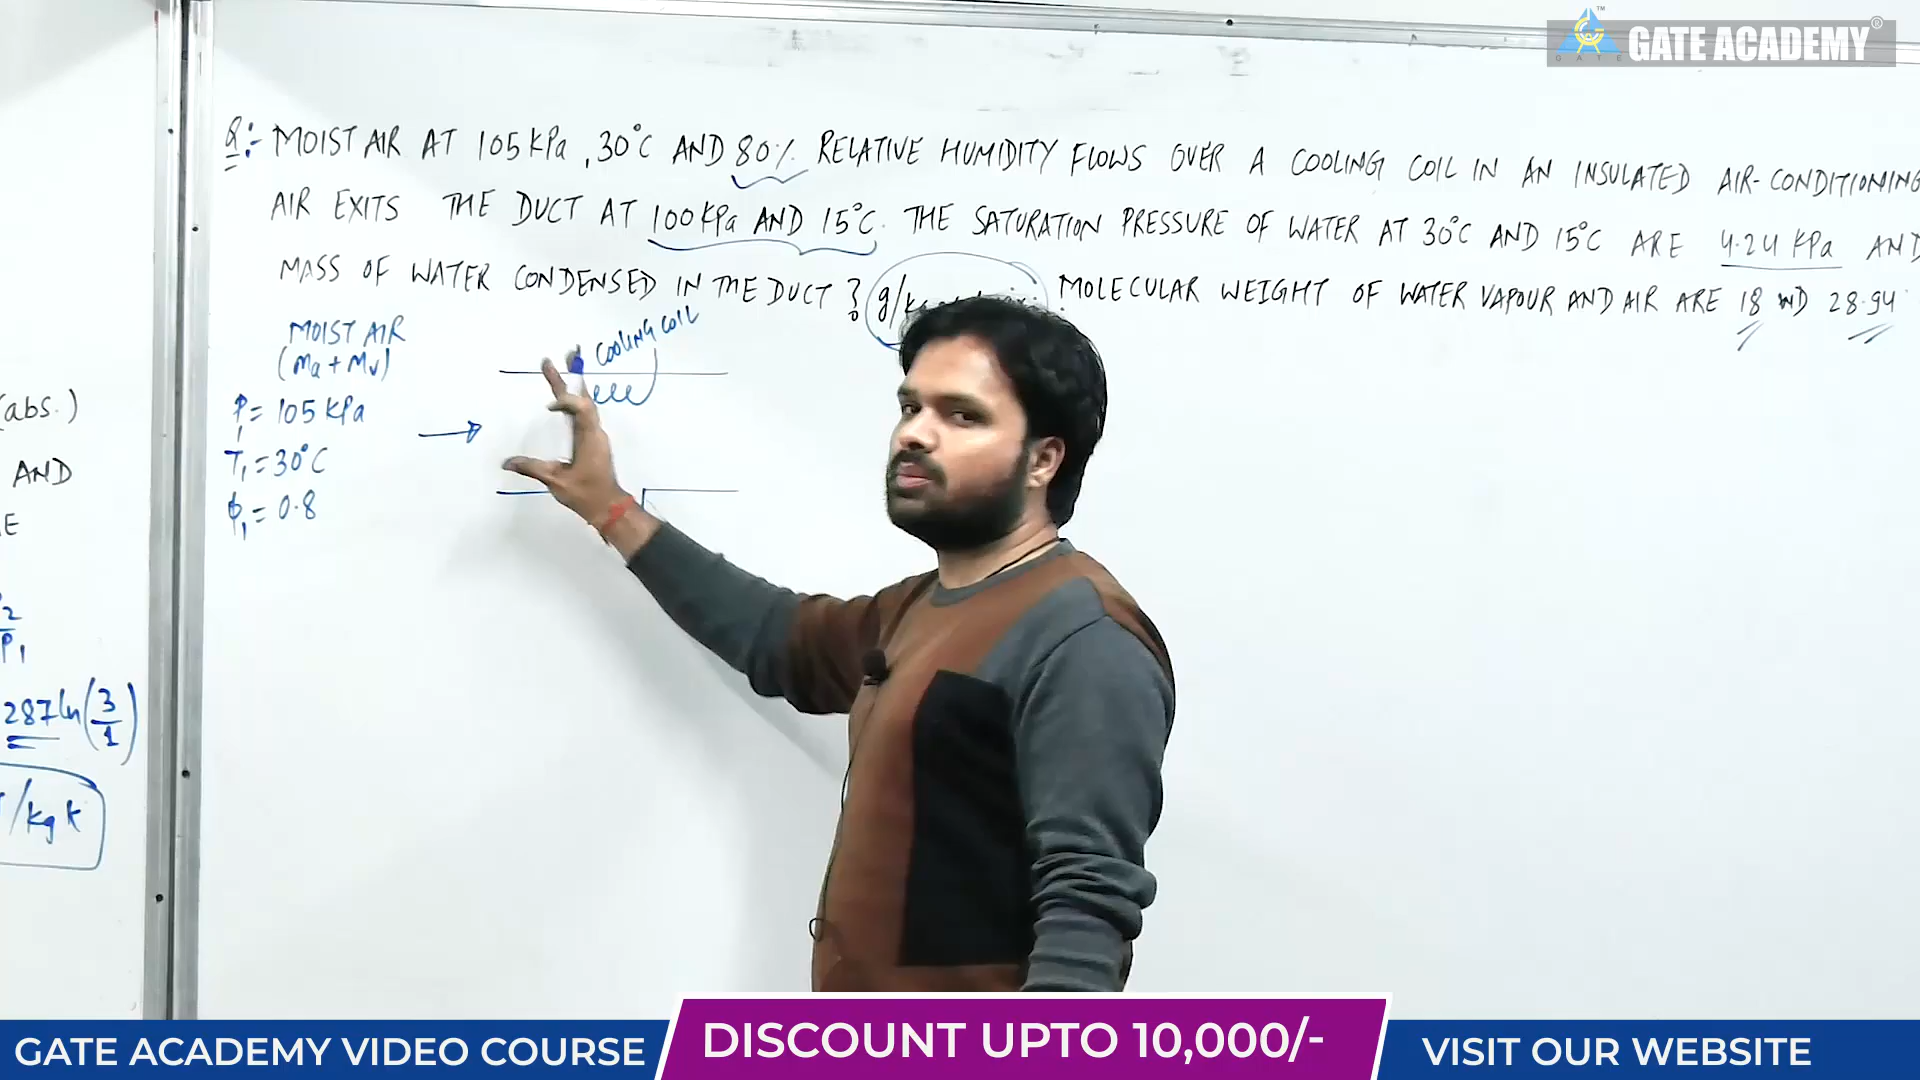 GATE ACADEMY
Q:- MOIST AIR AT 105 KPa, 30°C AND 80% RELATIVE HUMIDITY FLOWS OVER A COOLING COIL IN AN INSULATED AIR-CONDITIONING
AIR EXITS THE DUCT AT 100 KPa AND 15°C. THE SATURATION PRESSURE OF WATER AT 30°C AND 15°C ARE 4.24 KPa AND
MASS OF WATER CONDENSED IN THE DUCT } g/kg MOLECULAR WEIGHT OF WATER VAPOUR AND AIR ARE 18 AND 28.94
MOIST AIR
(Ma + Mv)
P1 = 105 KPa
T1 = 30°C
ϕ1 = 0.8
COOLING COIL
(abs.)
AND
E
2
P1
287 ln(3/1)
/kg K
GATE ACADEMY VIDEO COURSE
DISCOUNT UPTO 10,000/-
VISIT OUR WEBSITE